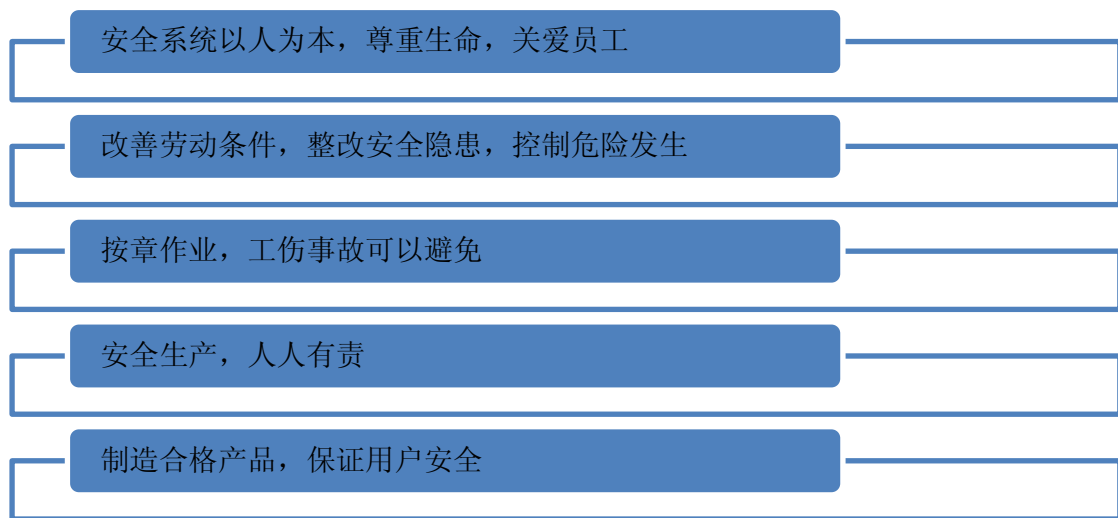 安全系统以人为本，尊重生命，关爱员工
改善劳动条件，整改安全隐患，控制危险发生
按章作业，工伤事故可以避免
安全生产，人人有责
制造合格产品，保证用户安全